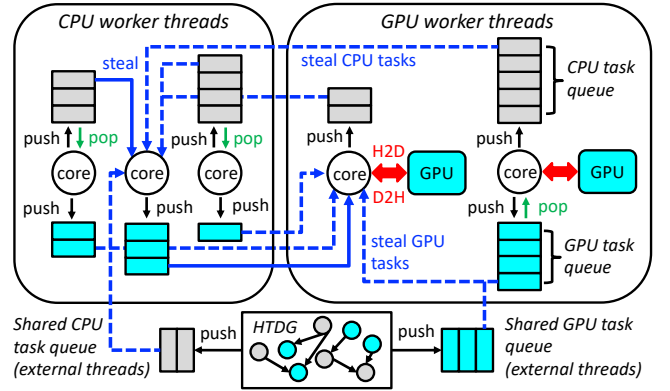 CPU worker threads
GPU worker threads
steal
steal CPU tasks
CPU task
queue
push
pop
push
pop
push
push
core
core
core
core
core
H2D
D2H
GPU
GPU
push
push
push
push
pop
steal GPU
tasks
GPU task
queue
Shared CPU
task queue
(external threads)
push
HTDG
push
Shared GPU task
queue
(external threads)